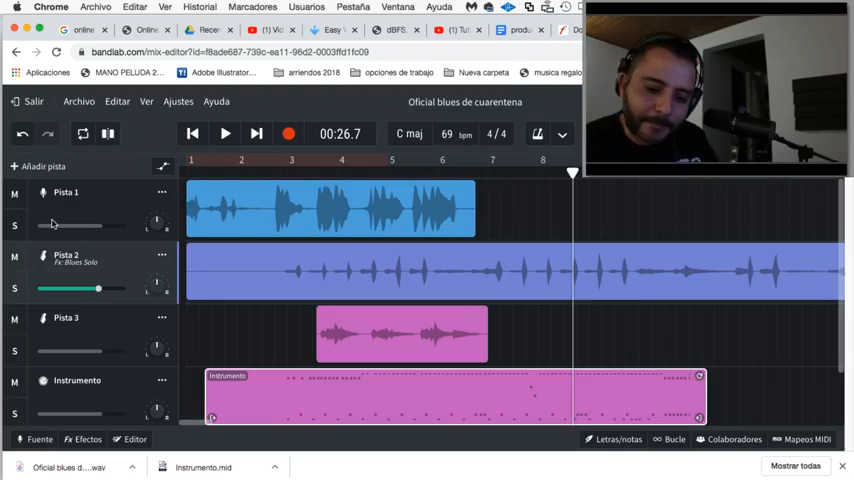 Chrome Archivo Editar Ver Historial Marcadores Usuarios Pestaña Ventana Ayuda
online Online Recen (1) Vi Easy V dBFS, (1) Tut produ Do
bandlab.com/mix-editor?id=f8ade687-739c-ea11-96d2-0003ffd1fc09
Aplicaciones MANO PELUDA 2... Adobe Illustrator... arriendos 2018 opciones de trabajo Nueva carpeta musica regalo
Salir Archivo Editar Ver Ajustes Ayuda Oficial blues de cuarentena
00:26.7 C maj 69 bpm 4/4
Añadir pista 1 2 3 4 5 6 7 8
M Pista 1
S L R
M Pista 2
Fx: Blues Solo
S L R
M Pista 3
S L R
M Instrumento Instrumento
S L R
Fuente Fx Efectos Editor Letras/notas Bucle Colaboradores Mapeos MIDI
Oficial blues d....wav Instrumento.mid Mostrar todas